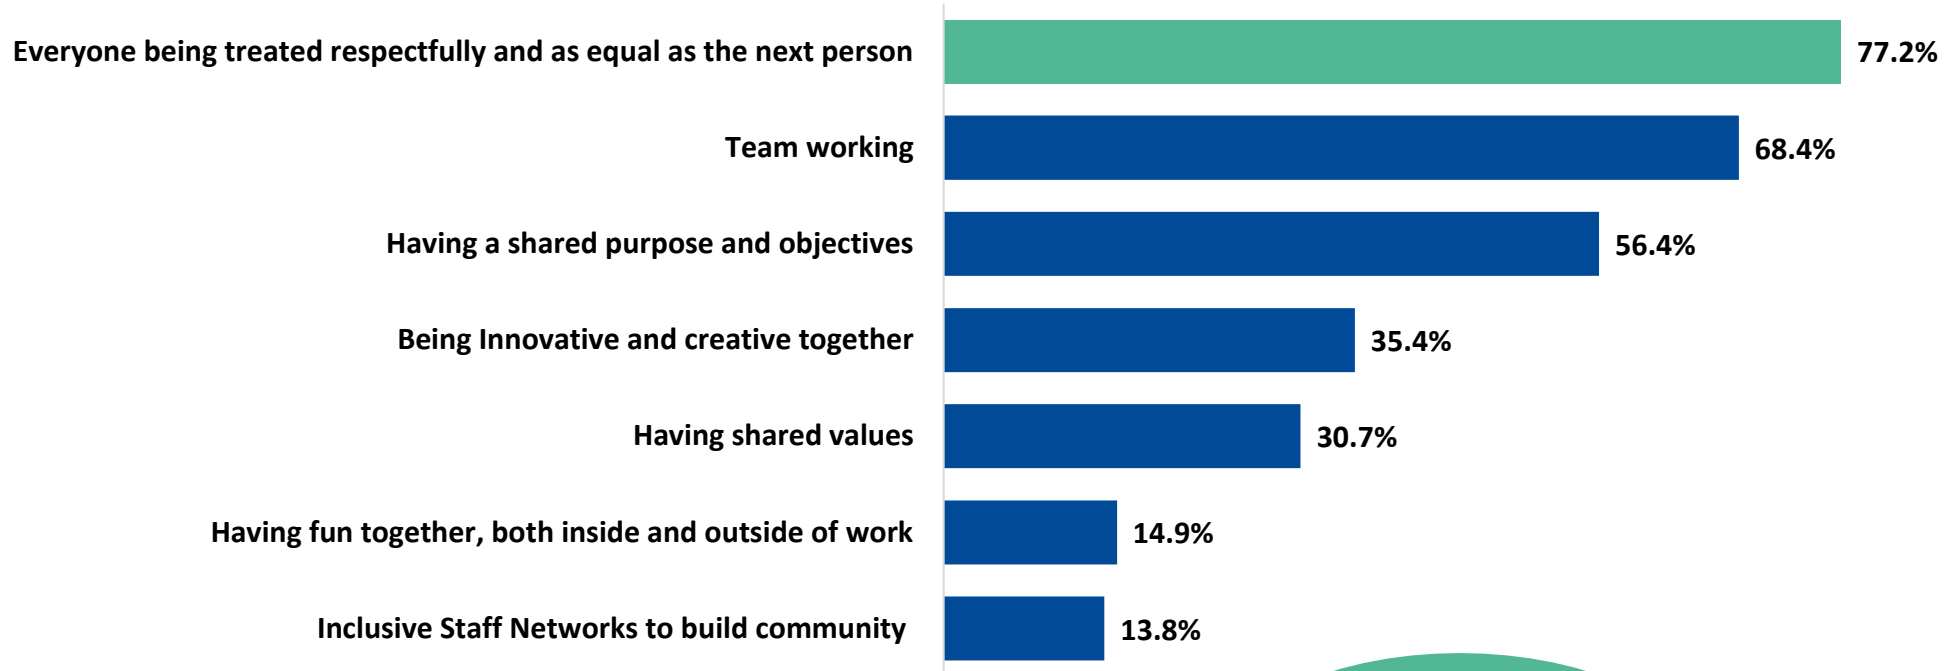 Everyone being treated respectfully and as equal as the next person 77.2%
Team working 68.4%
Having a shared purpose and objectives 56.4%
Being Innovative and creative together 35.4%
Having shared values 30.7%
Having fun together, both inside and outside of work 14.9%
Inclusive Staff Networks to build community 13.8%